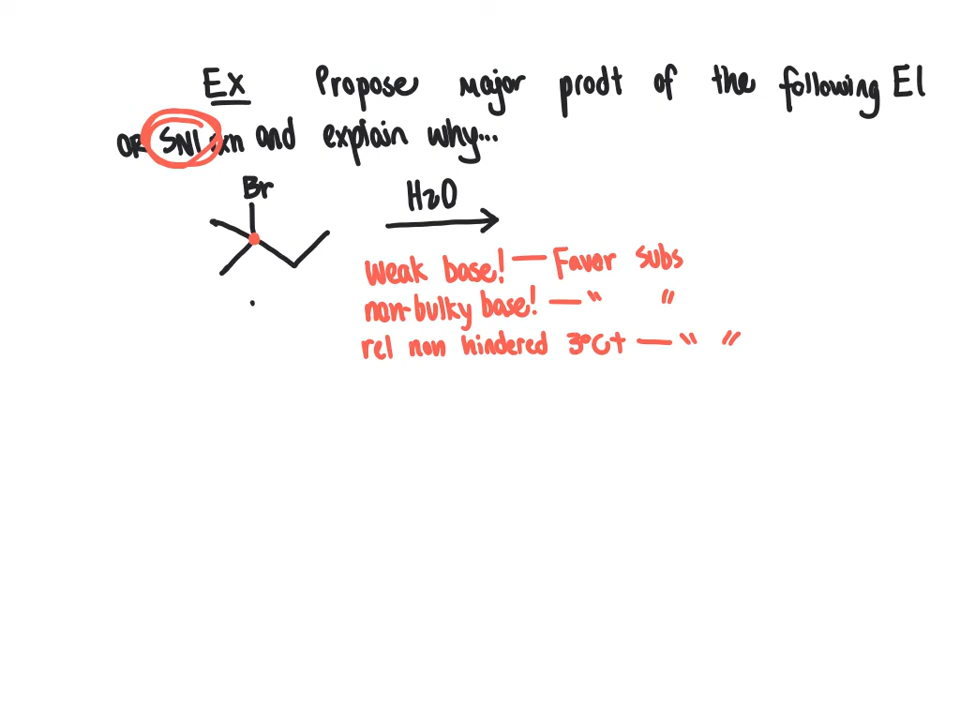 Ex Propose major prodt of the following E1
OR SN1 rxn and explain why...
Br
H2O
Weak base! — Favor subs
non-bulky base! — " "
rel non hindered 3°C+ — " "